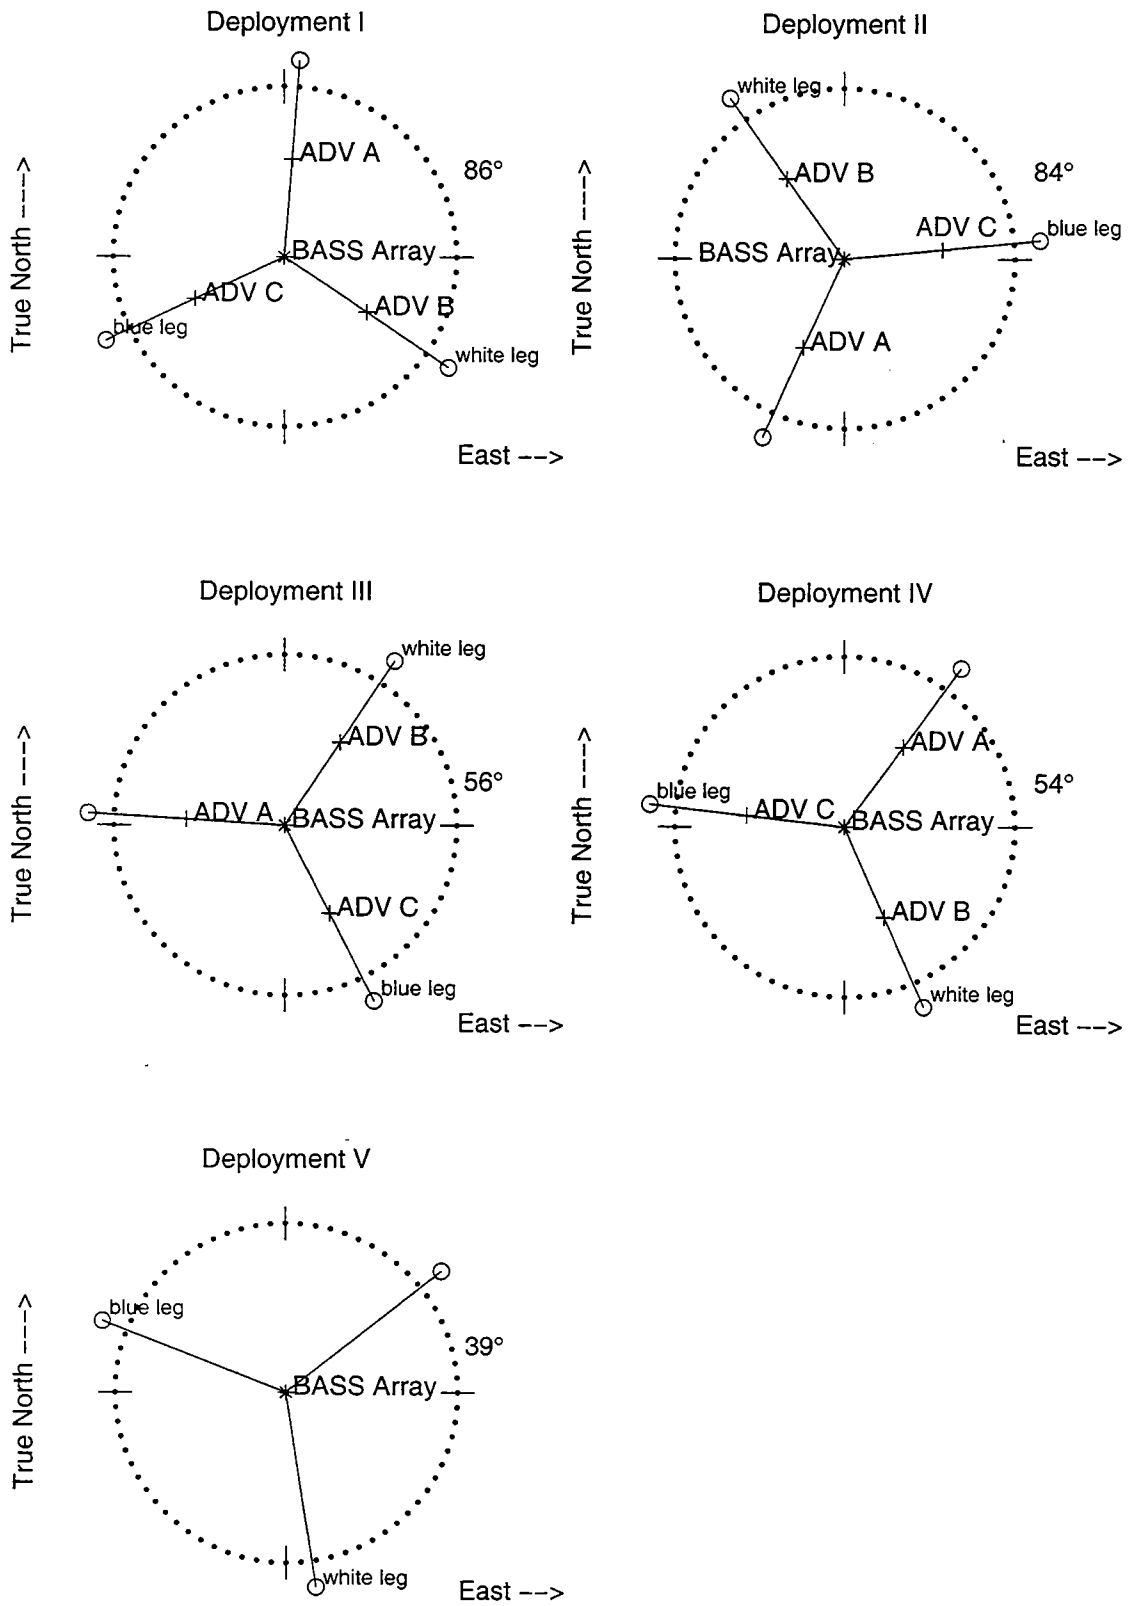 Deployment I
ADV A
86°
BASS Array
ADV C
ADV B
blue leg
white leg
True North ---->
East -->
Deployment II
white leg
ADV B
84°
ADV C
blue leg
BASS Array
ADV A
True North ---->
East -->
Deployment III
white leg
ADV B
56°
ADV A
BASS Array
ADV C
blue leg
True North ---->
East -->
Deployment IV
ADV A
54°
blue leg
ADV C
BASS Array
ADV B
white leg
True North ---->
East -->
Deployment V
blue leg
39°
BASS Array
white leg
True North ---->
East -->